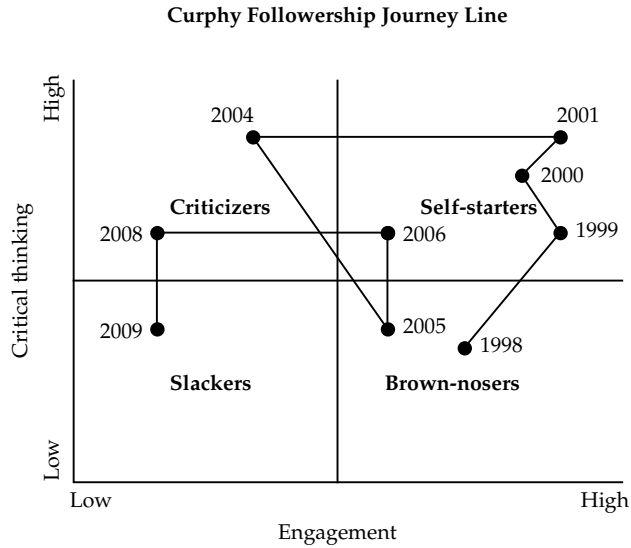 Curphy Followership Journey Line
High
2004
2001
2000
Criticizers
Self-starters
2008
2006
1999
Critical thinking
2009
2005
1998
Slackers
Brown-nosers
Low
Low
High
Engagement